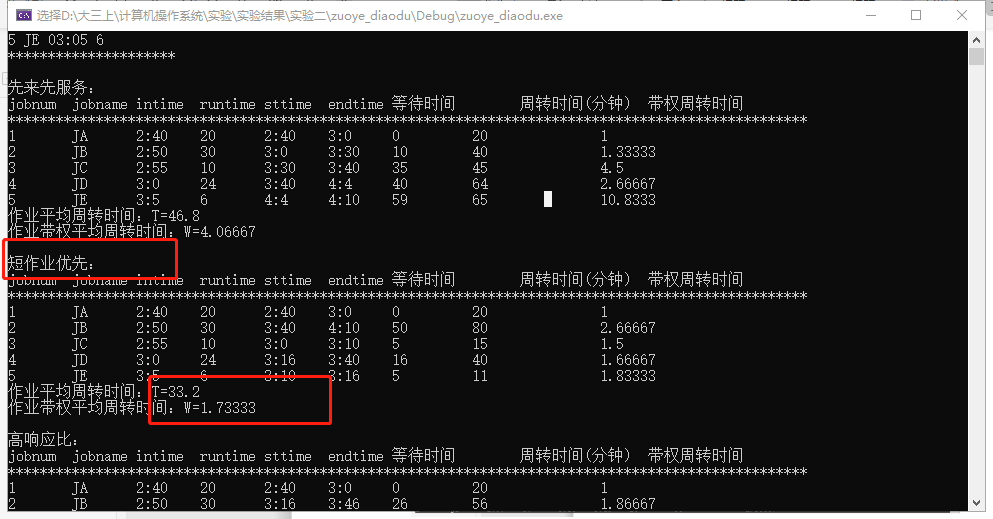 选择D:\大三上\计算机操作系统\实验\实验结果\实验二\zuoye_diaodu\Debug\zuoye_diaodu.exe
5 JE 03:05 6
*********************
先来先服务:
jobnum jobname intime runtime sttime endtime 等待时间 周转时间(分钟) 带权周转时间
****************************************************************************************************
1 JA 2:40 20 2:40 3:0 0 20 1
2 JB 2:50 30 3:0 3:30 10 40 1.33333
3 JC 2:55 10 3:30 3:40 35 45 4.5
4 JD 3:0 24 3:40 4:4 40 64 2.66667
5 JE 3:5 6 4:4 4:10 59 65 10.8333
作业平均周转时间: T=46.8
作业带权平均周转时间: W=4.06667
短作业优先:
jobnum jobname intime runtime sttime endtime 等待时间 周转时间(分钟) 带权周转时间
****************************************************************************************************
1 JA 2:40 20 2:40 3:0 0 20 1
2 JB 2:50 30 3:40 4:10 50 80 2.66667
3 JC 2:55 10 3:0 3:10 5 15 1.5
4 JD 3:0 24 3:16 3:40 16 40 1.66667
5 JE 3:5 6 3:10 3:16 5 11 1.83333
作业平均周转时间: T=33.2
作业带权平均周转时间: W=1.73333
高响应比:
jobnum jobname intime runtime sttime endtime 等待时间 周转时间(分钟) 带权周转时间
****************************************************************************************************
1 JA 2:40 20 2:40 3:0 0 20 1
2 JB 2:50 30 3:16 3:46 26 56 1.86667